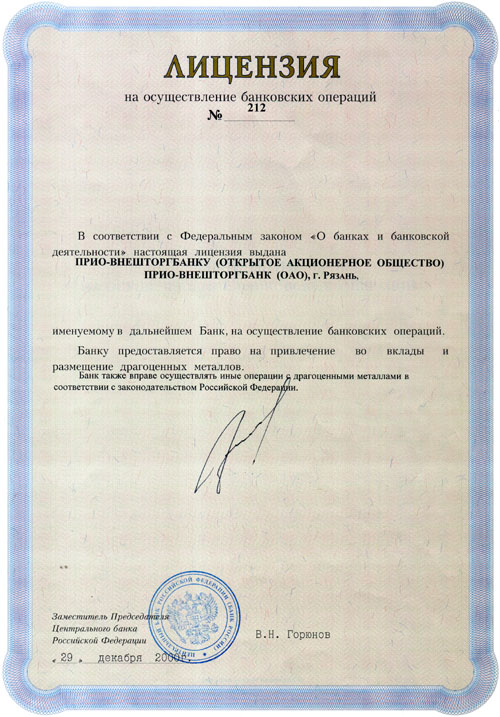 ЛИЦЕНЗИЯ
на осуществление банковских операций
№ 212
В соответствии с Федеральным законом «О банках и банковской
деятельности» настоящая лицензия выдана
ПРИО-ВНЕШТОРГБАНКУ (ОТКРЫТОЕ АКЦИОНЕРНОЕ ОБЩЕСТВО)
ПРИО-ВНЕШТОРГБАНК (ОАО), г. Рязань,
именуемому в дальнейшем Банк, на осуществление банковских операций.
Банку предоставляется право на привлечение во вклады и
размещение драгоценных металлов.
Банк также вправе осуществлять иные операции с драгоценными металлами в
соответствии с законодательством Российской Федерации.
Заместитель Председателя
Центрального банка
Российской Федерации
В.Н. Горюнов
„ 29 „ декабря 2000г.